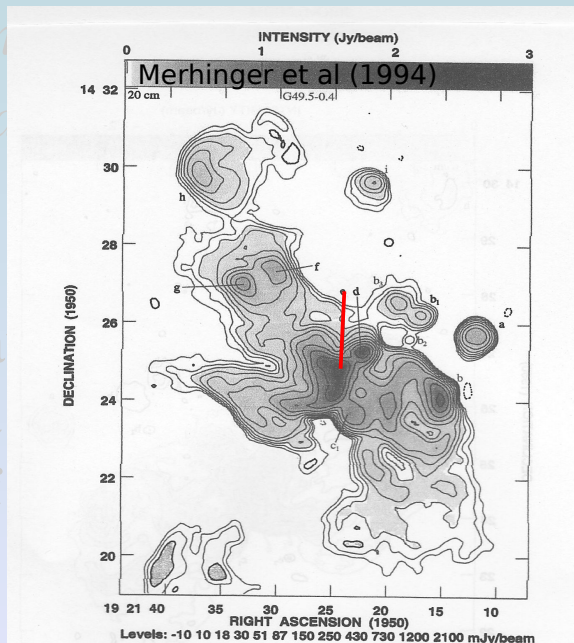 INTENSITY (Jy/beam)
0 1 2 3
Merhinger et al (1994)
20 cm G49.5-0.4
14 32
30
28
26
24
22
20
DECLINATION (1950)
h
i
g
f
d
b₃
b₁
b₂
a
b
c₁
19 21 40 35 30 25 20 15 10
RIGHT ASCENSION (1950)
Levels: -10 10 18 30 51 87 150 250 430 730 1200 2100 mJy/beam